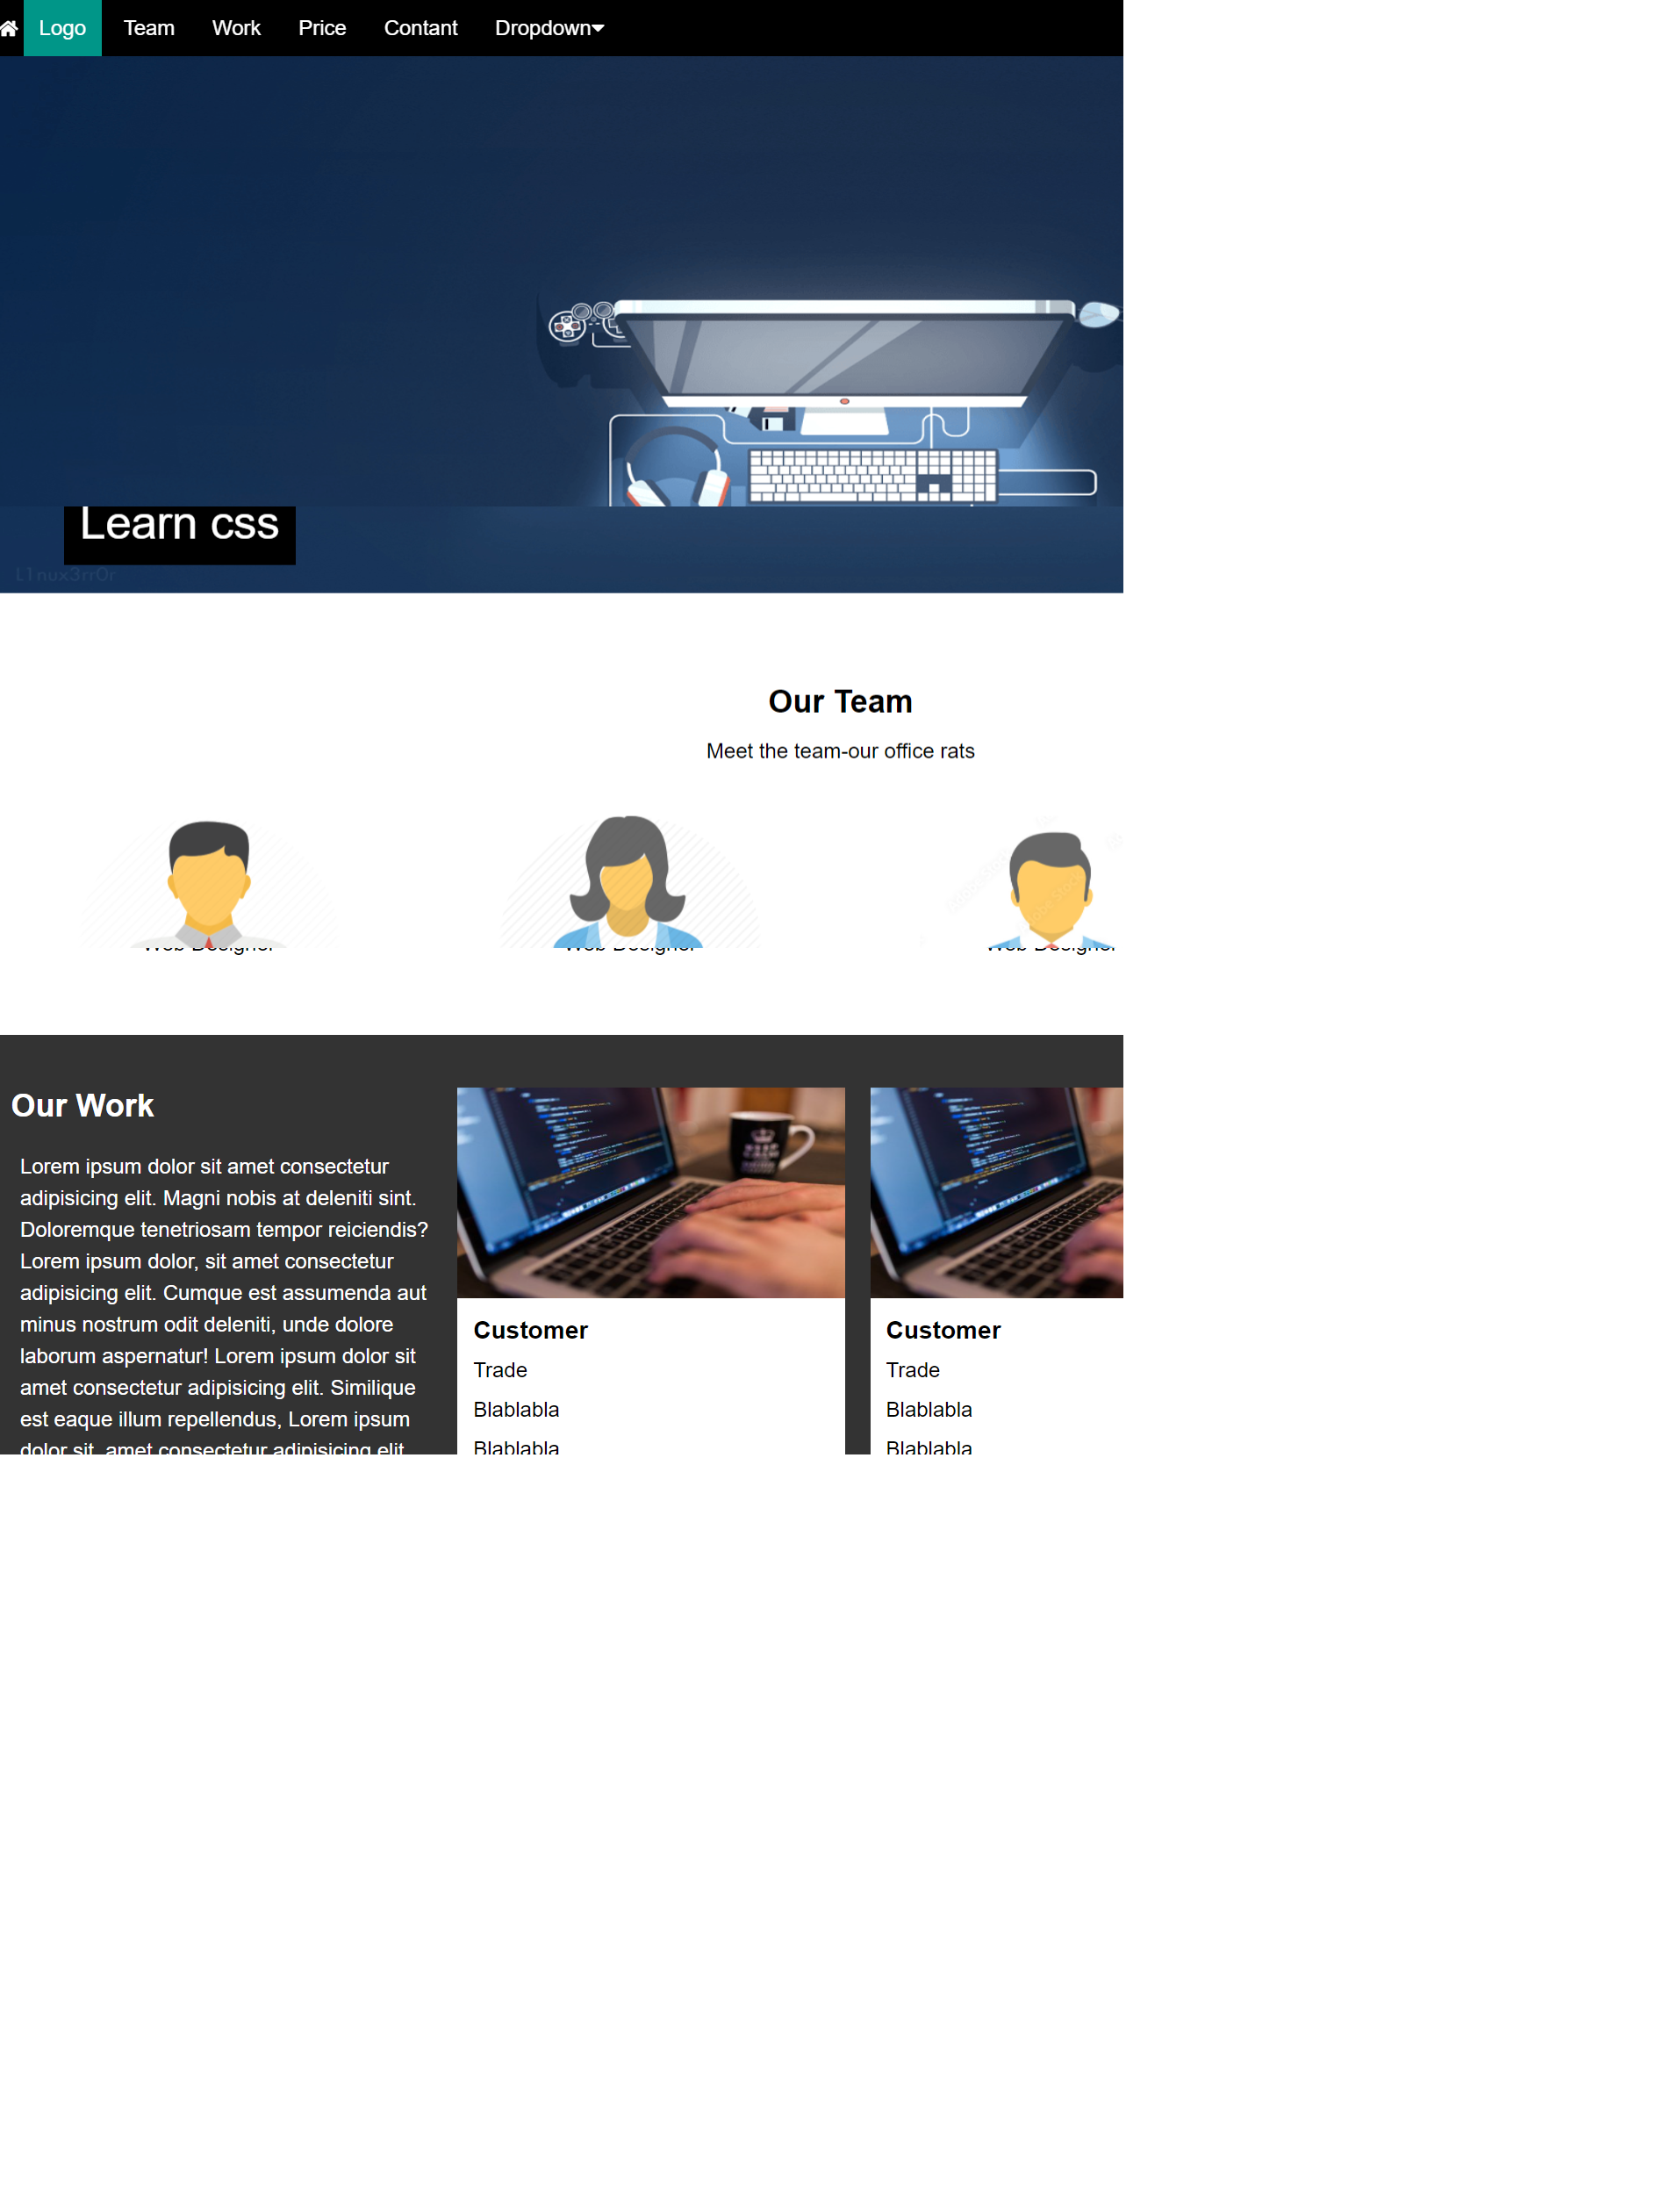 Logo Team Work Price Contant Dropdown
Learn css
L1nux3rr0r
Our Team
Meet the team-our office rats
Web Designer Web Designer Web Designer
Our Work
Lorem ipsum dolor sit amet consectetur
adipisicing elit. Magni nobis at deleniti sint.
Doloremque tenetriosam tempor reiciendis?
Lorem ipsum dolor, sit amet consectetur
adipisicing elit. Cumque est assumenda aut
minus nostrum odit deleniti, unde dolore
laborum aspernatur! Lorem ipsum dolor sit
amet consectetur adipisicing elit. Similique
est eaque illum repellendus, Lorem ipsum
dolor sit, amet consectetur adipisicing elit.
KEEP
CALM
Customer
Trade
Blablabla
Blablabla
Customer
Trade
Blablabla
Blablabla